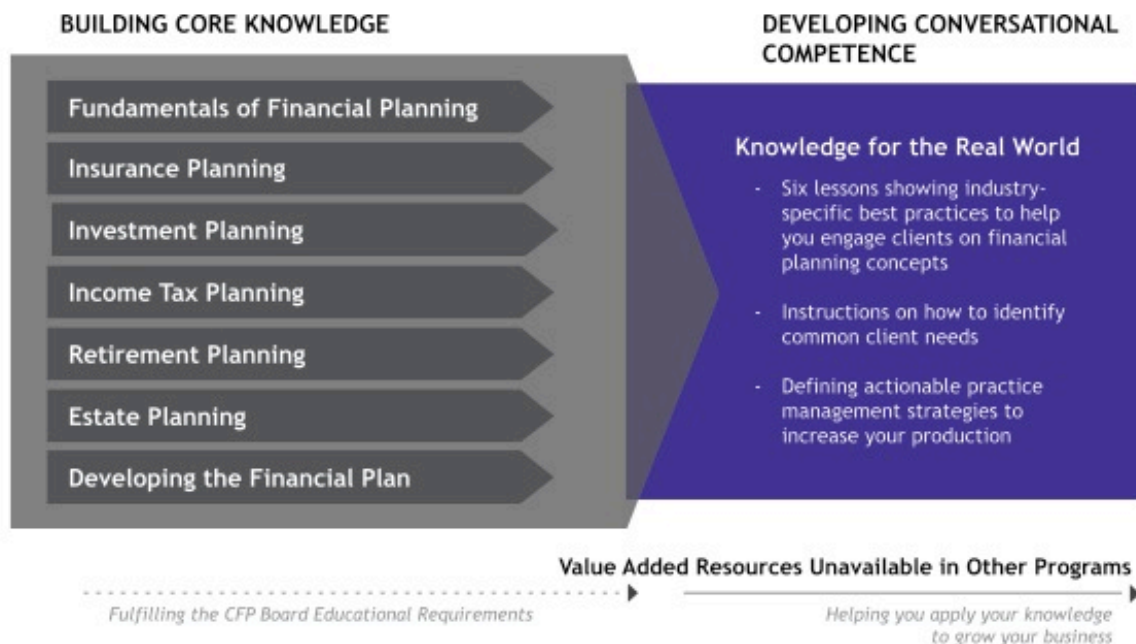 BUILDING CORE KNOWLEDGE
Fundamentals of Financial Planning
Insurance Planning
Investment Planning
Income Tax Planning
Retirement Planning
Estate Planning
Developing the Financial Plan
DEVELOPING CONVERSATIONAL
COMPETENCE
Knowledge for the Real World
- Six lessons showing industry-
specific best practices to help
you engage clients on financial
planning concepts
- Instructions on how to identify
common client needs
- Defining actionable practice
management strategies to
increase your production
Value Added Resources Unavailable in Other Programs
Fulfilling the CFP Board Educational Requirements
Helping you apply your knowledge
to grow your business